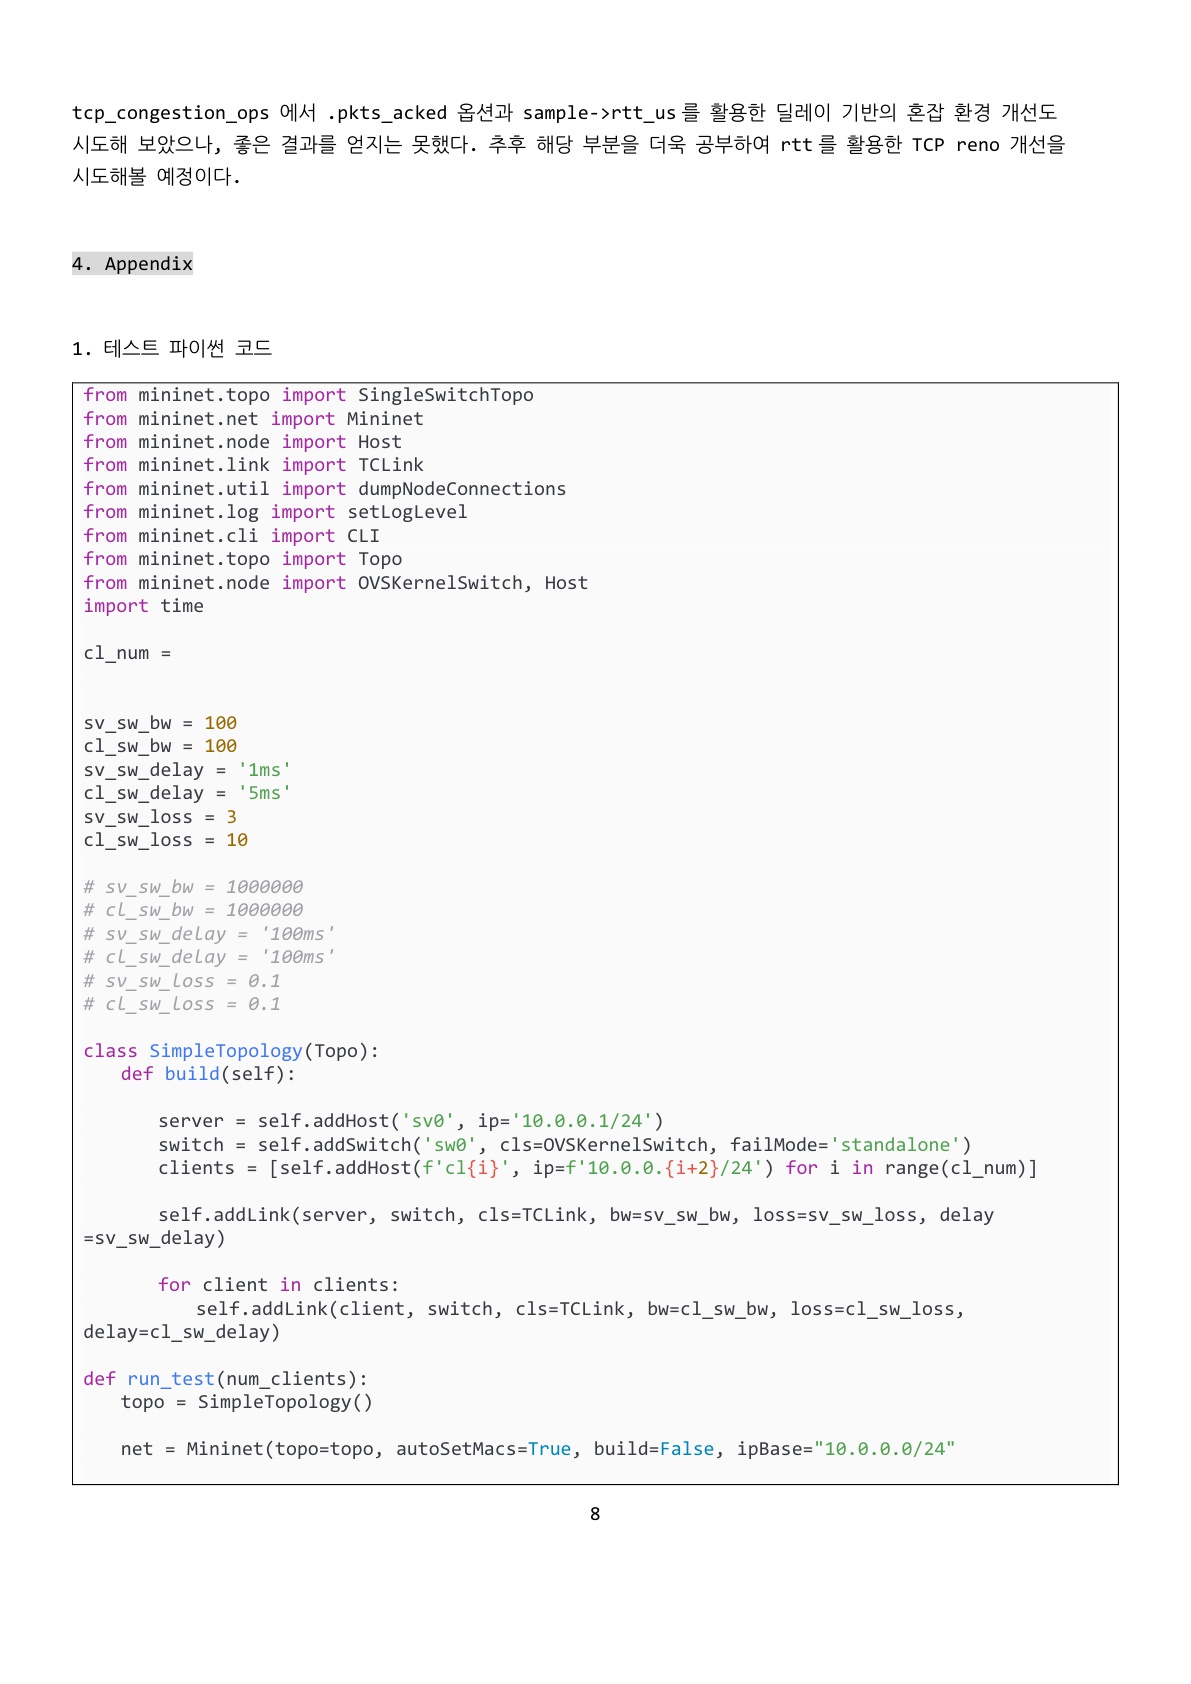 tcp_congestion_ops 에서 .pkts_acked 옵션과 sample->rtt_us 를 활용한 딜레이 기반의 혼잡 환경 개선도
시도해 보았으나, 좋은 결과를 얻지는 못했다. 추후 해당 부분을 더욱 공부하여 rtt 를 활용한 TCP reno 개선을
시도해볼 예정이다.
4. Appendix
1. 테스트 파이썬 코드
from mininet.topo import SingleSwitchTopo
from mininet.net import Mininet
from mininet.node import Host
from mininet.link import TCLink
from mininet.util import dumpNodeConnections
from mininet.log import setLogLevel
from mininet.cli import CLI
from mininet.topo import Topo
from mininet.node import OVSKernelSwitch, Host
import time
cl_num =
sv_sw_bw = 100
cl_sw_bw = 100
sv_sw_delay = '1ms'
cl_sw_delay = '5ms'
sv_sw_loss = 3
cl_sw_loss = 10
# sv_sw_bw = 1000000
# cl_sw_bw = 1000000
# sv_sw_delay = '100ms'
# cl_sw_delay = '100ms'
# sv_sw_loss = 0.1
# cl_sw_loss = 0.1
class SimpleTopology(Topo):
    def build(self):
        server = self.addHost('sv0', ip='10.0.0.1/24')
        switch = self.addSwitch('sw0', cls=OVSKernelSwitch, failMode='standalone')
        clients = [self.addHost(f'cl{i}', ip=f'10.0.0.{i+2}/24') for i in range(cl_num)]
        self.addLink(server, switch, cls=TCLink, bw=sv_sw_bw, loss=sv_sw_loss, delay
=sv_sw_delay)
        for client in clients:
            self.addLink(client, switch, cls=TCLink, bw=cl_sw_bw, loss=cl_sw_loss,
delay=cl_sw_delay)
def run_test(num_clients):
    topo = SimpleTopology()
    net = Mininet(topo=topo, autoSetMacs=True, build=False, ipBase="10.0.0.0/24"
8